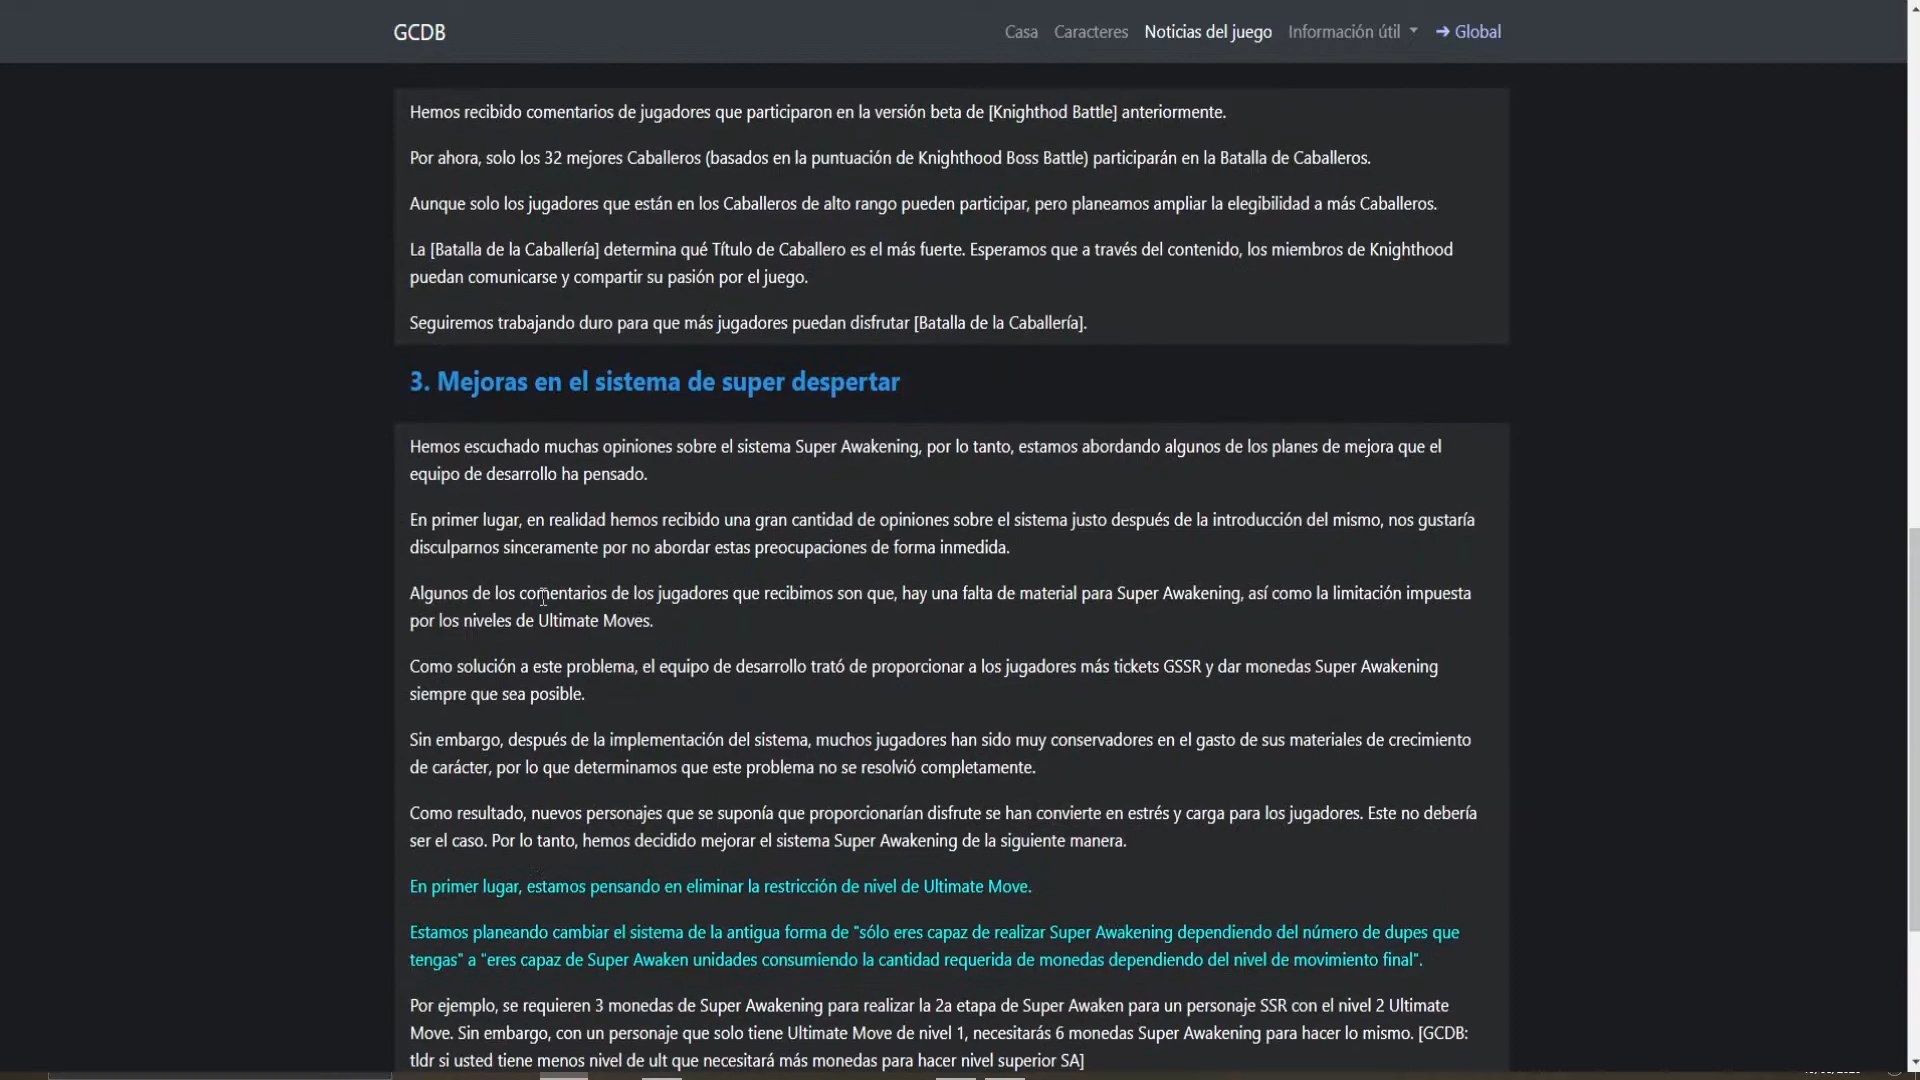 GCDB
Casa
Caracteres
Noticias del juego
Información útil
➔ Global
Hemos recibido comentarios de jugadores que participaron en la versión beta de [Knighthod Battle] anteriormente.
Por ahora, solo los 32 mejores Caballeros (basados en la puntuación de Knighthood Boss Battle) participarán en la Batalla de Caballeros.
Aunque solo los jugadores que están en los Caballeros de alto rango pueden participar, pero planeamos ampliar la elegibilidad a más Caballeros.
La [Batalla de la Caballería] determina qué Título de Caballero es el más fuerte. Esperamos que a través del contenido, los miembros de Knighthood
puedan comunicarse y compartir su pasión por el juego.
Seguiremos trabajando duro para que más jugadores puedan disfrutar [Batalla de la Caballería].
3. Mejoras en el sistema de super despertar
Hemos escuchado muchas opiniones sobre el sistema Super Awakening, por lo tanto, estamos abordando algunos de los planes de mejora que el
equipo de desarrollo ha pensado.
En primer lugar, en realidad hemos recibido una gran cantidad de opiniones sobre el sistema justo después de la introducción del mismo, nos gustaría
disculparnos sinceramente por no abordar estas preocupaciones de forma inmedida.
Algunos de los comentarios de los jugadores que recibimos son que, hay una falta de material para Super Awakening, así como la limitación impuesta
por los niveles de Ultimate Moves.
Como solución a este problema, el equipo de desarrollo trató de proporcionar a los jugadores más tickets GSSR y dar monedas Super Awakening
siempre que sea posible.
Sin embargo, después de la implementación del sistema, muchos jugadores han sido muy conservadores en el gasto de sus materiales de crecimiento
de carácter, por lo que determinamos que este problema no se resolvió completamente.
Como resultado, nuevos personajes que se suponía que proporcionarían disfrute se han convierte en estrés y carga para los jugadores. Este no debería
ser el caso. Por lo tanto, hemos decidido mejorar el sistema Super Awakening de la siguiente manera.
En primer lugar, estamos pensando en eliminar la restricción de nivel de Ultimate Move.
Estamos planeando cambiar el sistema de la antigua forma de "sólo eres capaz de realizar Super Awakening dependiendo del número de dupes que
tengas" a "eres capaz de Super Awaken unidades consumiendo la cantidad requerida de monedas dependiendo del nivel de movimiento final".
Por ejemplo, se requieren 3 monedas de Super Awakening para realizar la 2a etapa de Super Awaken para un personaje SSR con el nivel 2 Ultimate
Move. Sin embargo, con un personaje que solo tiene Ultimate Move de nivel 1, necesitarás 6 monedas Super Awakening para hacer lo mismo. [GCDB:
tldr si usted tiene menos nivel de ult que necesitará más monedas para hacer nivel superior SA]